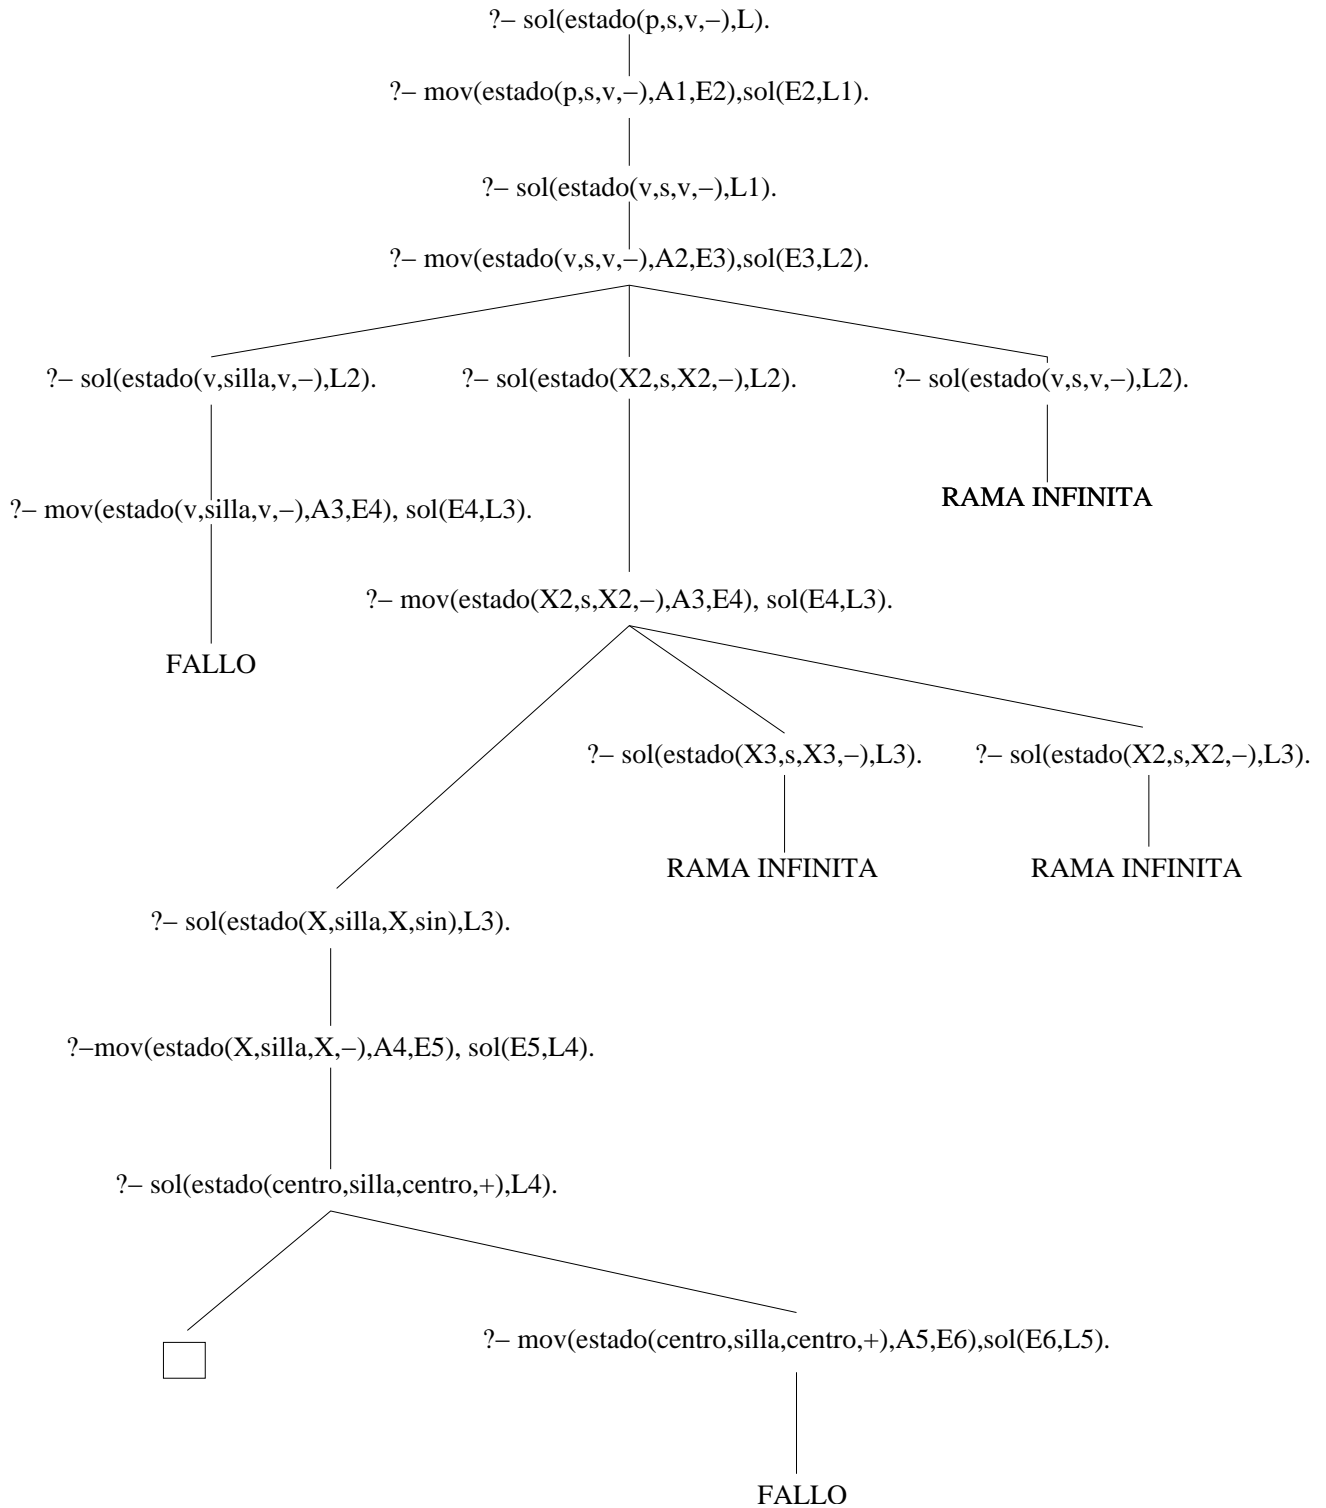 ?– sol(estado(p,s,v,–),L).
?– mov(estado(p,s,v,–),A1,E2),sol(E2,L1).
?– sol(estado(v,s,v,–),L1).
?– mov(estado(v,s,v,–),A2,E3),sol(E3,L2).
?– sol(estado(v,silla,v,–),L2).
?– sol(estado(X2,s,X2,–),L2).
?– sol(estado(v,s,v,–),L2).
RAMA INFINITA
?– mov(estado(v,silla,v,–),A3,E4), sol(E4,L3).
?– mov(estado(X2,s,X2,–),A3,E4), sol(E4,L3).
FALLO
?– sol(estado(X3,s,X3,–),L3).
?– sol(estado(X2,s,X2,–),L3).
RAMA INFINITA
RAMA INFINITA
?– sol(estado(X,silla,X,sin),L3).
?–mov(estado(X,silla,X,–),A4,E5), sol(E5,L4).
?– sol(estado(centro,silla,centro,+),L4).
?– mov(estado(centro,silla,centro,+),A5,E6),sol(E6,L5).
FALLO